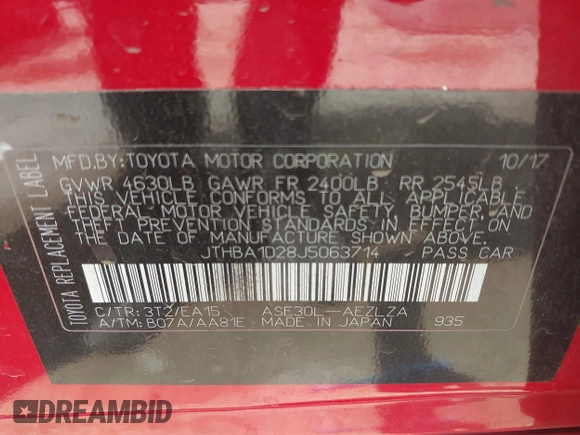 TOYOTA REPLACEMENT LABEL
MFD.BY:TOYOTA MOTOR CORPORATION 10/17
GVWR 4630LB GAWR FR 2400LB RR 2545LB
THIS VEHICLE CONFORMS TO ALL APPLICABLE
FEDERAL MOTOR VEHICLE SAFETY, BUMPER, AND
THEFT PREVENTION STANDARDS IN EFFECT ON
THE DATE OF MANUFACTURE SHOWN ABOVE.
JTHBA1D28J5063714 PASS CAR
C/TR: 3T2/EA15 ASE30L-AEZLZA
A/TM: B07A/AA81E MADE IN JAPAN 935
DREAMBID